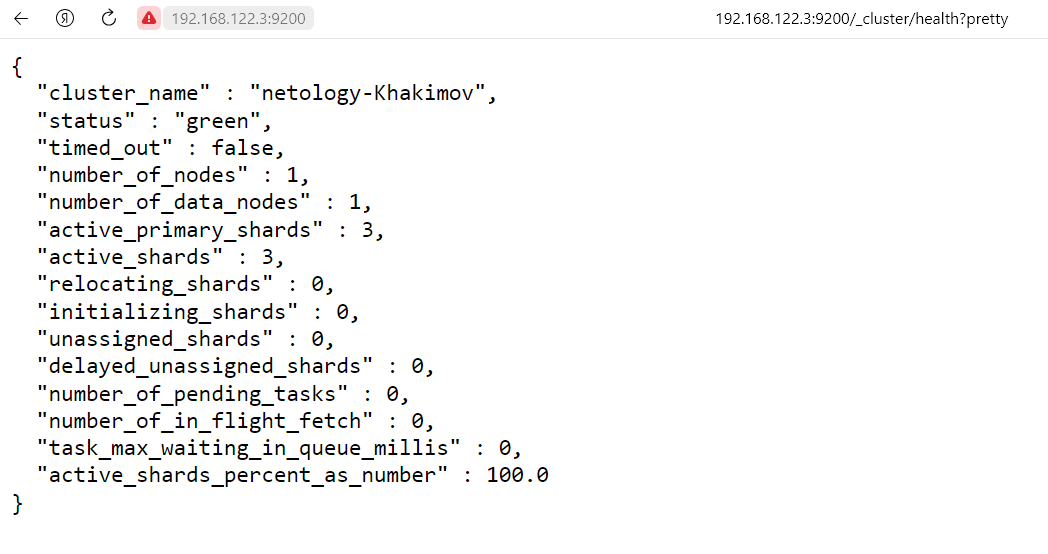 192.168.122.3:9200 192.168.122.3:9200/_cluster/health?pretty
{
  "cluster_name" : "netology-Khakimov",
  "status" : "green",
  "timed_out" : false,
  "number_of_nodes" : 1,
  "number_of_data_nodes" : 1,
  "active_primary_shards" : 3,
  "active_shards" : 3,
  "relocating_shards" : 0,
  "initializing_shards" : 0,
  "unassigned_shards" : 0,
  "delayed_unassigned_shards" : 0,
  "number_of_pending_tasks" : 0,
  "number_of_in_flight_fetch" : 0,
  "task_max_waiting_in_queue_millis" : 0,
  "active_shards_percent_as_number" : 100.0
}